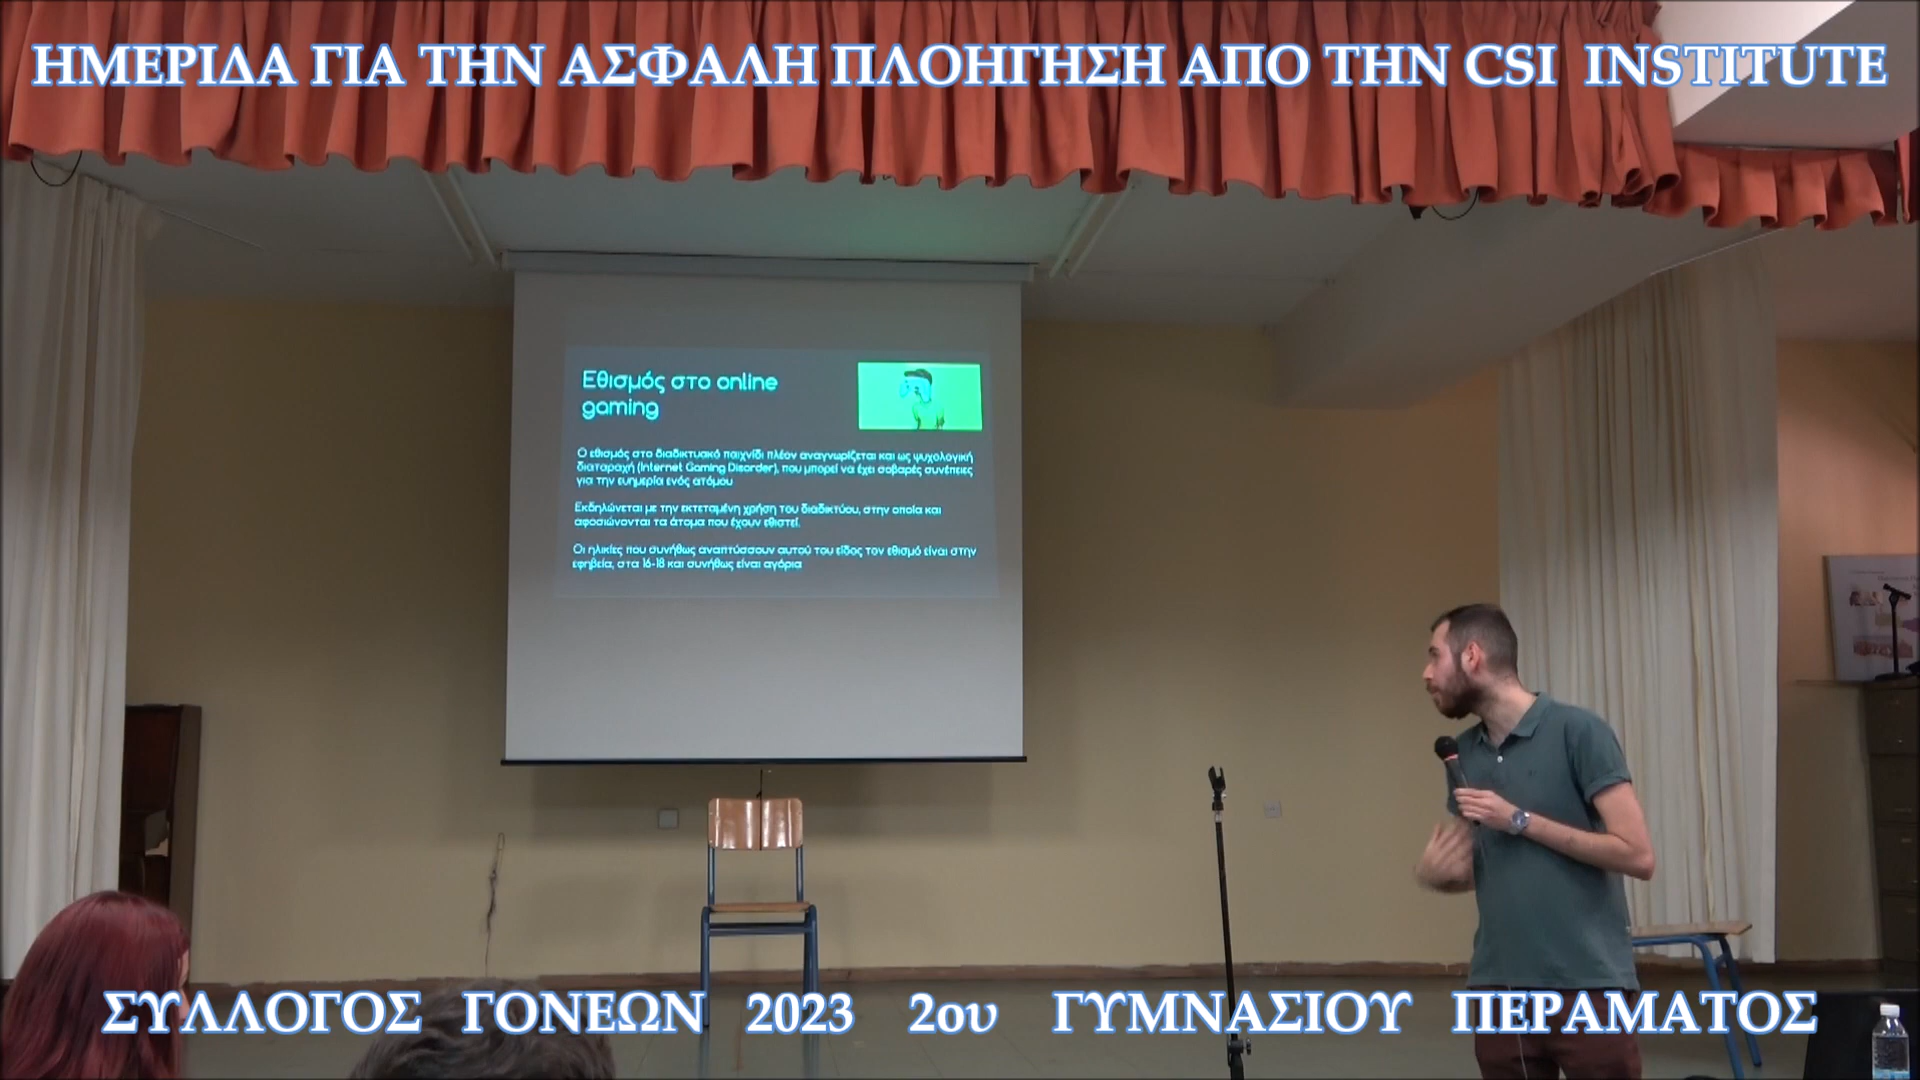 ΗΜΕΡΙΔΑ ΓΙΑ ΤΗΝ ΑΣΦΑΛΗ ΠΛΟΗΓΗΣΗ ΑΠΟ ΤΗΝ CSI INSTITUTE
Εθισμός στο online
gaming
Ο εθισμός στο διαδικτυακό παιχνίδι πλέον αναγνωρίζεται και ως ψυχολογική
διαταραχή (Internet Gaming Disorder), που μπορεί να έχει σοβαρές συνέπειες
για την ευημερία ενός ατόμου
Εκδηλώνεται με την εκτεταμένη χρήση του διαδικτύου, στην οποία και
αφοσιώνονται τα άτομα που έχουν εθιστεί.
Οι ηλικίες που συνήθως αναπτύσσουν αυτού του είδος τον εθισμό είναι στην
εφηβεία, στα 16-18 και συνήθως είναι αγόρια
ΣΥΛΛΟΓΟΣ ΓΟΝΕΩΝ 2023 2ου ΓΥΜΝΑΣΙΟΥ ΠΕΡΑΜΑΤΟΣ